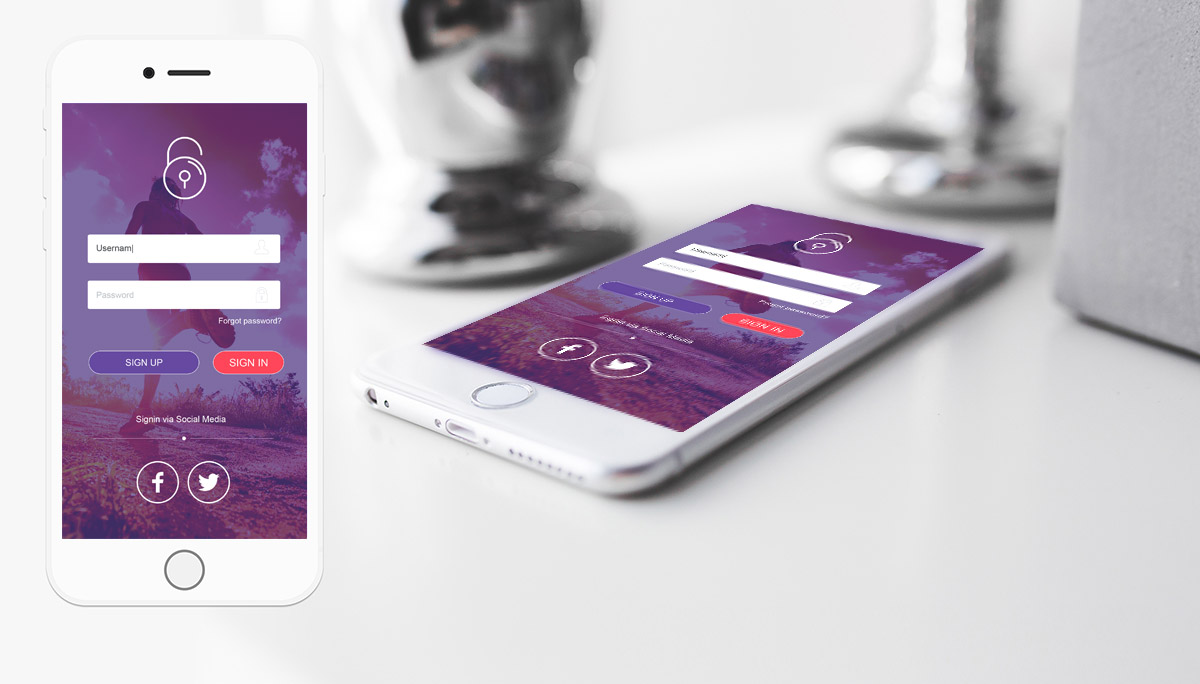 Usernam
Password
Forgot password?
SIGN UP
SIGN IN
Signin via Social Media
Usernam
Password
Forgot password?
SIGN UP
SIGN IN
Signin via Social Media